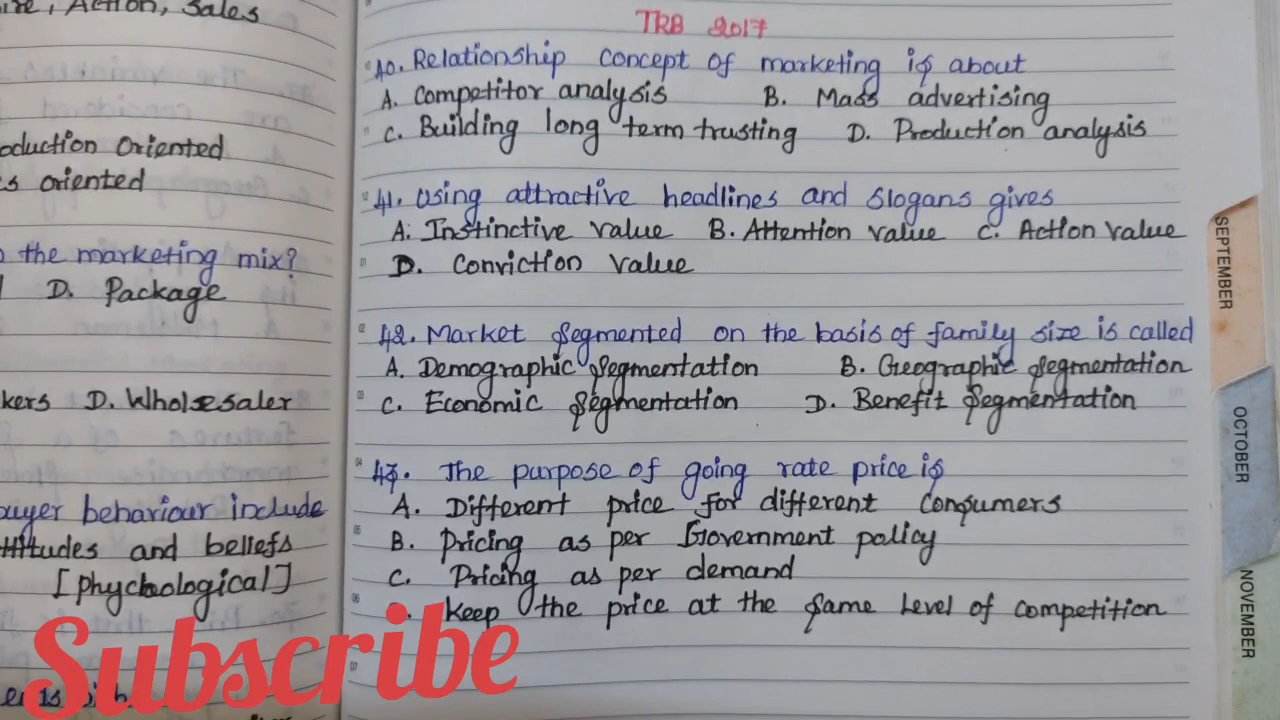 Action, Sales
oduction Oriented
s oriented
the marketing mix?
D. Package
kers D. Wholesaler
uyer behaviour include
ttitudes and beliefs
[phychological]
TRB 2017
40. Relationship concept of marketing is about
A. Competitor analysis B. Mass advertising
C. Building long term trusting D. Production analysis
41. Using attractive headlines and slogans gives
A. Instinctive value B. Attention value C. Action value
D. Conviction value
42. Market segmented on the basis of family size is called
A. Demographic segmentation B. Geographic segmentation
C. Economic segmentation D. Benefit segmentation
43. The purpose of going rate price is
A. Different price for different consumers
B. Pricing as per Government policy
C. Pricing as per demand
. Keep the price at the same level of competition
Subscribe
SEPTEMBER
OCTOBER
NOVEMBER